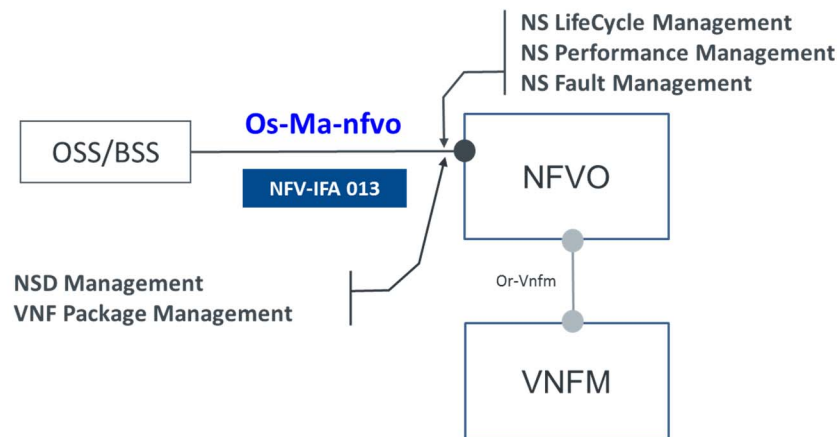 NS LifeCycle Management
NS Performance Management
NS Fault Management
Os-Ma-nfvo
OSS/BSS
NFV-IFA 013
NFVO
NSD Management
VNF Package Management
Or-Vnfm
VNFM